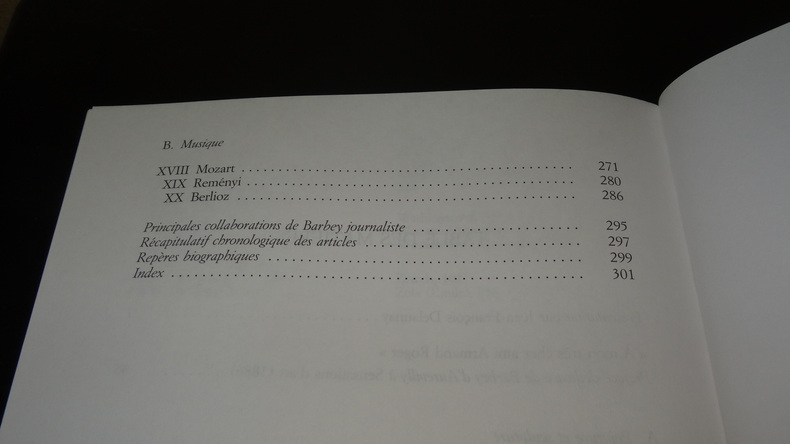 B. Musique
XVIII Mozart . . . . . . . . . . . . . . . . . . . . . . . . . . . . . . . . . . . . . . . . . . . 271
XIX Reményi . . . . . . . . . . . . . . . . . . . . . . . . . . . . . . . . . . . . . . . . . . 280
XX Berlioz . . . . . . . . . . . . . . . . . . . . . . . . . . . . . . . . . . . . . . . . . . . 286
Principales collaborations de Barbey journaliste . . . . . . . . . . . . . . . . . . . . . 295
Récapitulatif chronologique des articles . . . . . . . . . . . . . . . . . . . . . . . . . . . 297
Repères biographiques . . . . . . . . . . . . . . . . . . . . . . . . . . . . . . . . . . . . . . . 299
Index . . . . . . . . . . . . . . . . . . . . . . . . . . . . . . . . . . . . . . . . . . . . . . . . . . . 301